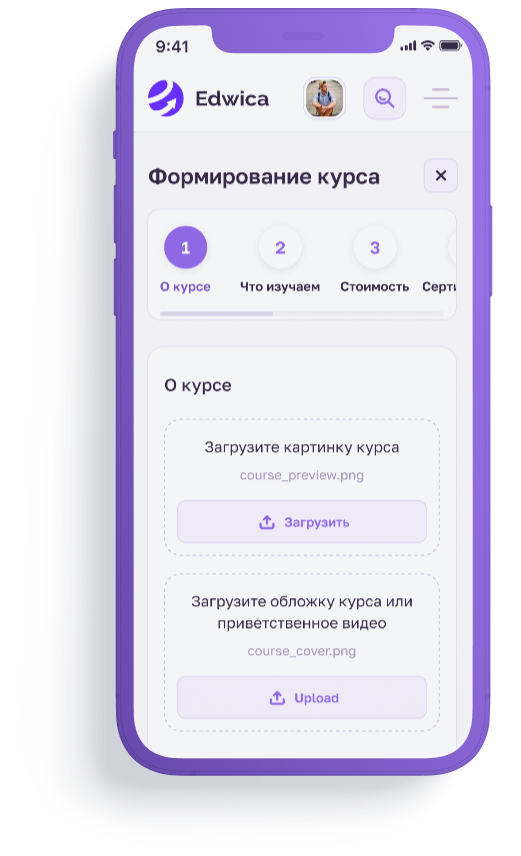 9:41
Edwica
Формирование курса
1
2
3
О курсе
Что изучаем
Стоимость
Серти
О курсе
Загрузите картинку курса
course_preview.png
Загрузить
Загрузите обложку курса или
приветственное видео
course_cover.png
Upload